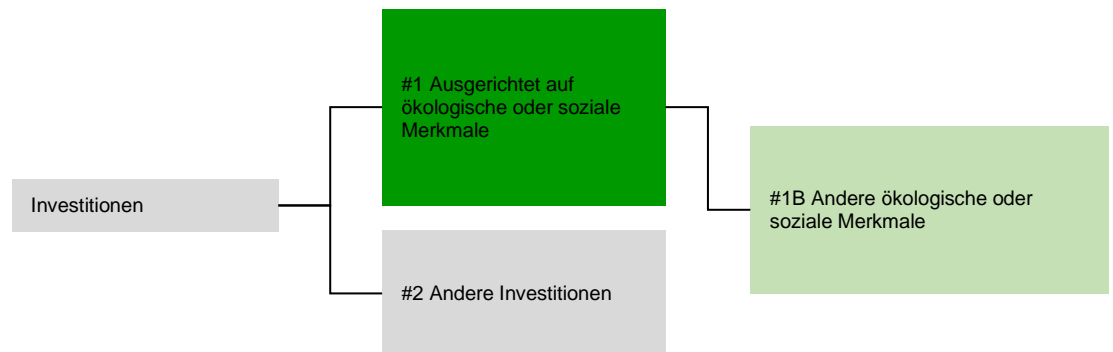 #1 Ausgerichtet auf
ökologische oder soziale
Merkmale
Investitionen
#1B Andere ökologische oder
soziale Merkmale
#2 Andere Investitionen